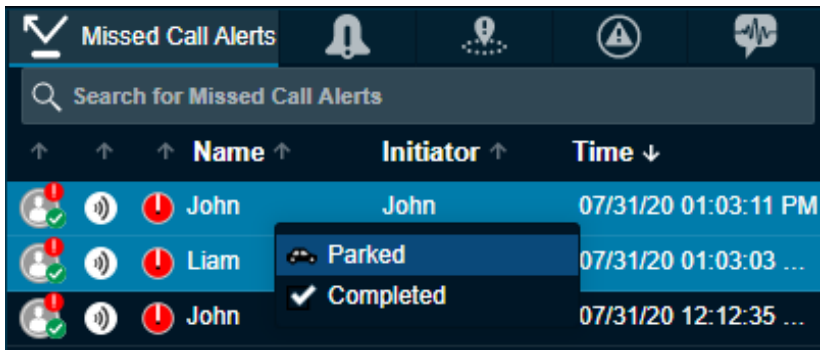 Missed Call Alerts
Search for Missed Call Alerts
Name Initiator Time
John John 07/31/20 01:03:11 PM
Liam 07/31/20 01:03:03 ...
Parked
Completed
John 07/31/20 12:12:35 ...